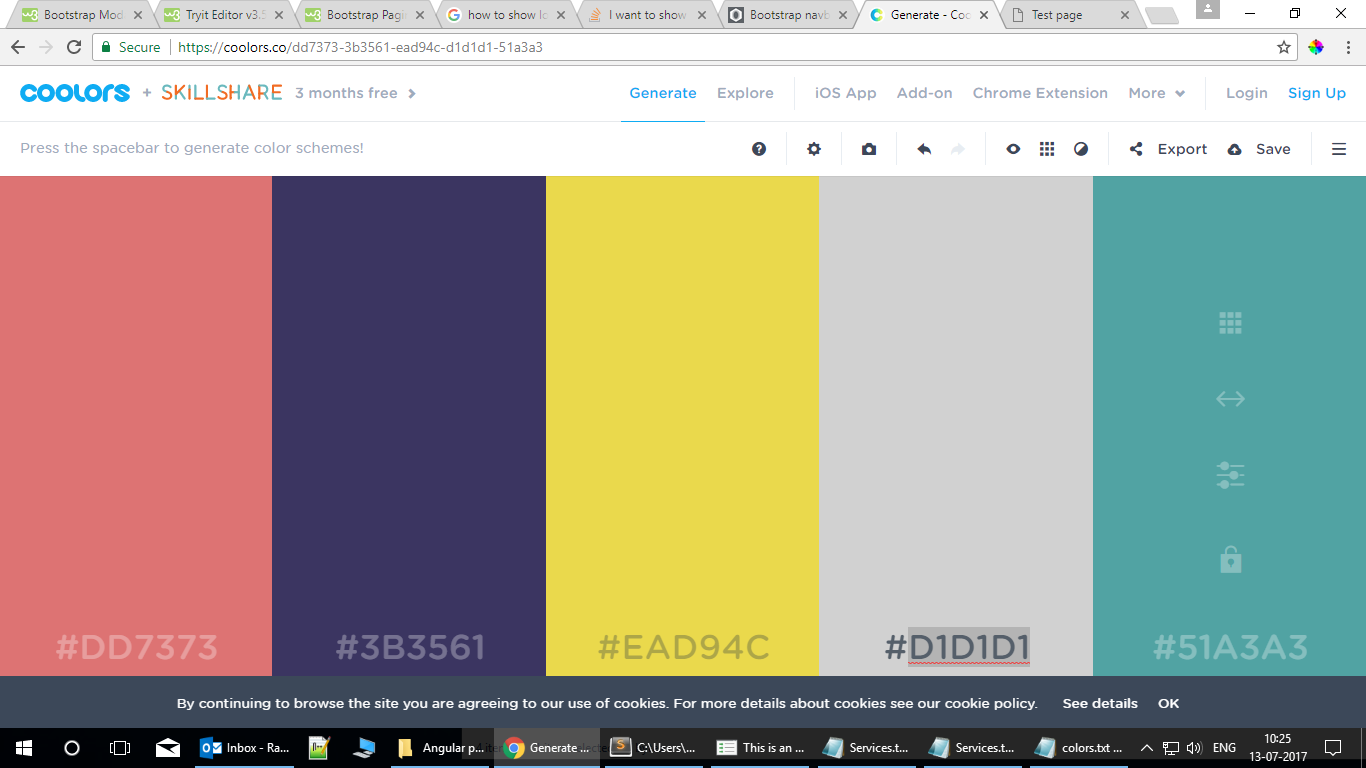 Bootstrap Mod
Tryit Editor v3.
Bootstrap Pag
how to show lo
I want to show
Bootstrap navb
Generate - Coo
Test page
Secure
https://coolors.co/dd7373-3b3561-ead94c-d1d1d1-51a3a3
coolors + SKILLSHARE 3 months free
Generate Explore iOS App Add-on Chrome Extension More Login Sign Up
Press the spacebar to generate color schemes!
Export Save
#DD7373 #3B3561 #EAD94C #D1D1D1 #51A3A3
By continuing to browse the site you are agreeing to our use of cookies. For more details about cookies see our cookie policy. See details OK
Inbox - Ra... Angular p... Generate ... C:\Users\... This is an ... Services.t... Services.t... colors.txt ... ENG
10:25
13-07-2017